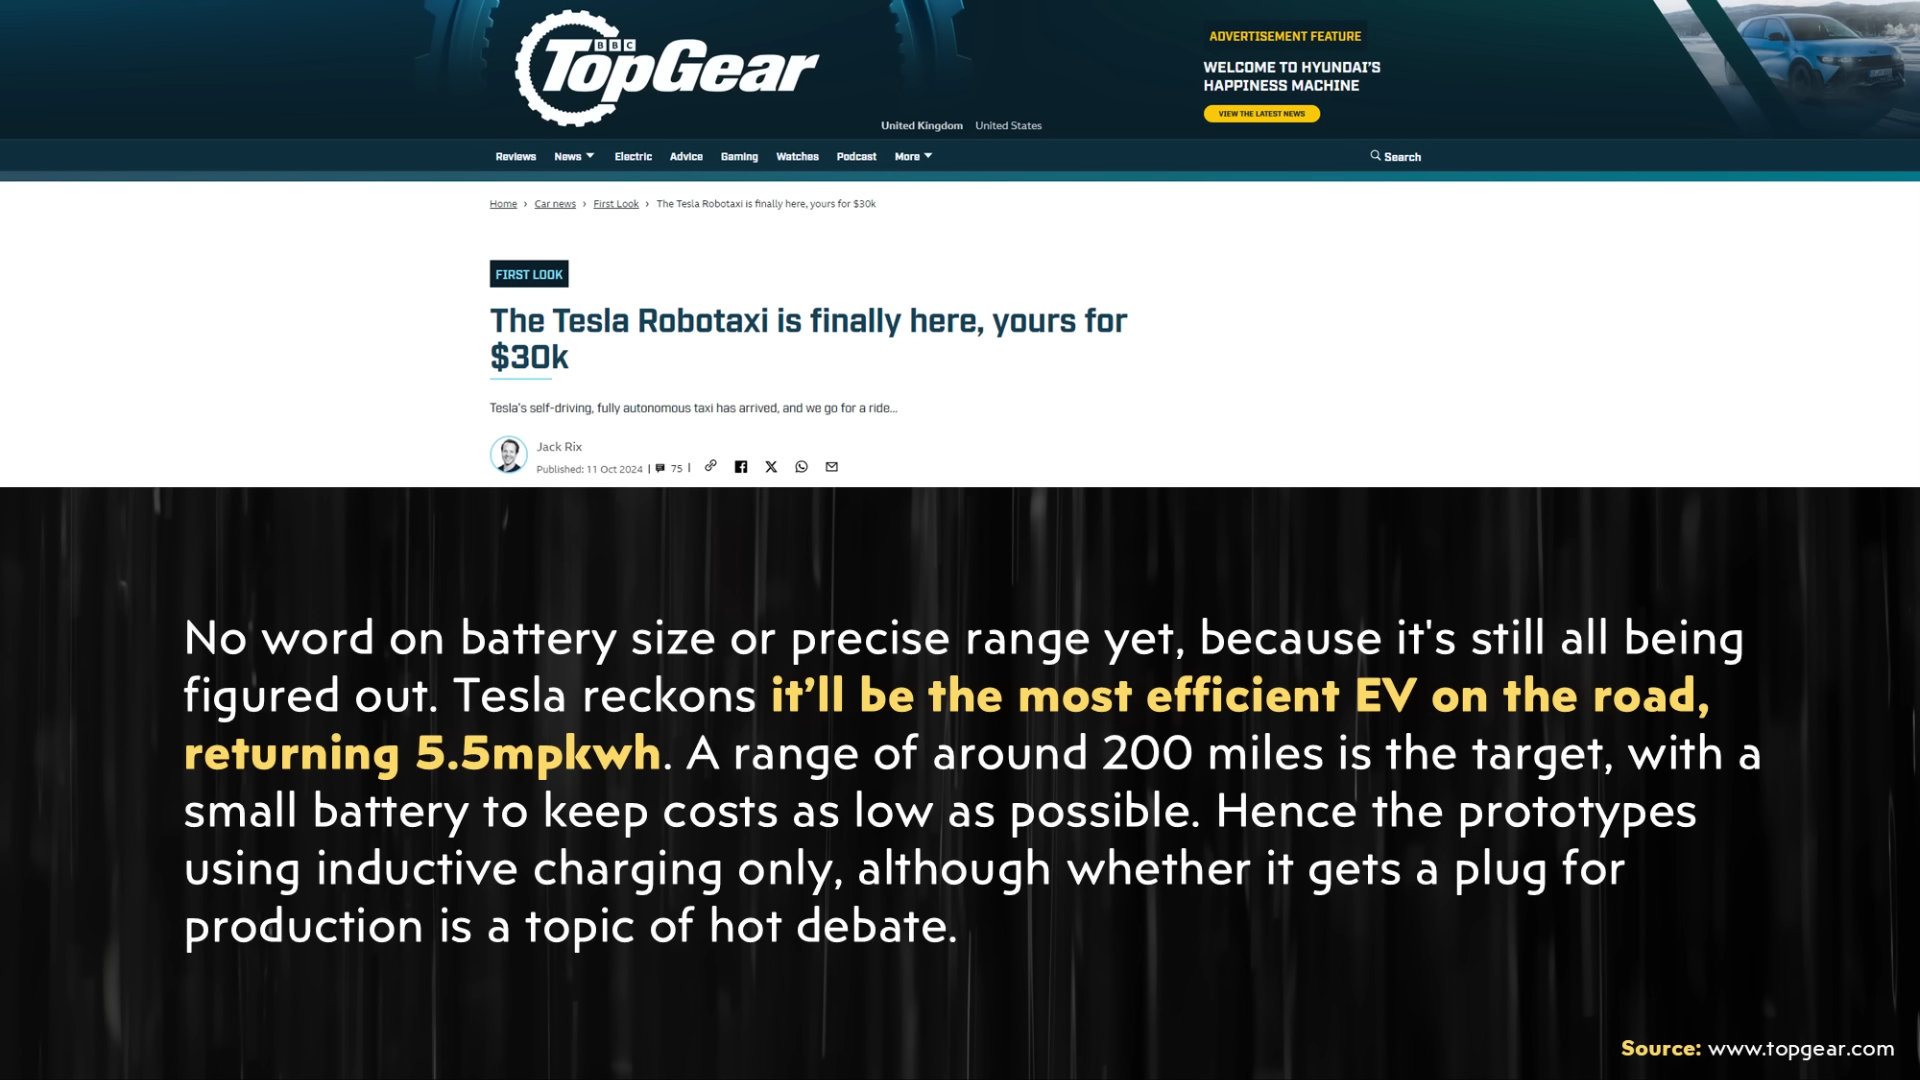 BBC
TopGear
ADVERTISEMENT FEATURE
WELCOME TO HYUNDAI'S
HAPPINESS MACHINE
VIEW THE LATEST NEWS
United Kingdom United States
Reviews News Electric Advice Gaming Watches Podcast More Search
Home › Car news › First Look › The Tesla Robotaxi is finally here, yours for $30k
FIRST LOOK
The Tesla Robotaxi is finally here, yours for
$30k
Tesla's self-driving, fully autonomous taxi has arrived, and we go for a ride...
Jack Rix
Published: 11 Oct 2024 | 75 |
No word on battery size or precise range yet, because it's still all being
figured out. Tesla reckons it’ll be the most efficient EV on the road,
returning 5.5mpkwh. A range of around 200 miles is the target, with a
small battery to keep costs as low as possible. Hence the prototypes
using inductive charging only, although whether it gets a plug for
production is a topic of hot debate.
Source: www.topgear.com